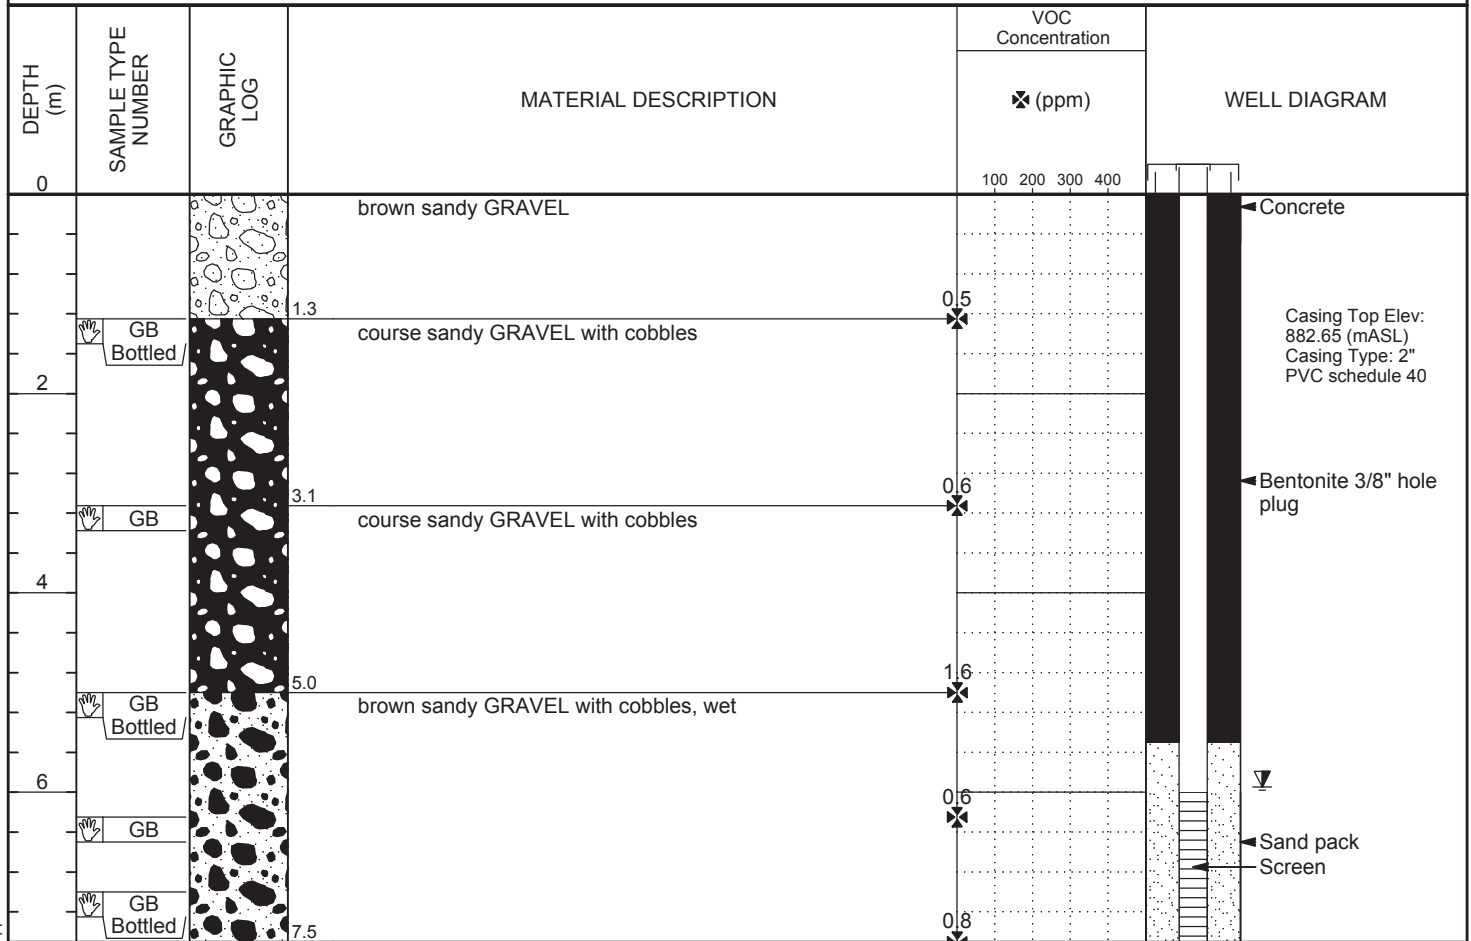 DEPTH
(m)
SAMPLE TYPE
NUMBER
GRAPHIC
LOG
MATERIAL DESCRIPTION
VOC
Concentration
(ppm)
WELL DIAGRAM
0
100 200 300 400
brown sandy GRAVEL
Concrete
1.3
0.5
GB
Bottled
course sandy GRAVEL with cobbles
Casing Top Elev:
882.65 (mASL)
Casing Type: 2"
PVC schedule 40
2
Bentonite 3/8" hole
plug
3.1
0.6
GB
course sandy GRAVEL with cobbles
4
5.0
1.6
GB
Bottled
brown sandy GRAVEL with cobbles, wet
6
0.6
GB
Sand pack
Screen
GB
Bottled
7.5
0.8